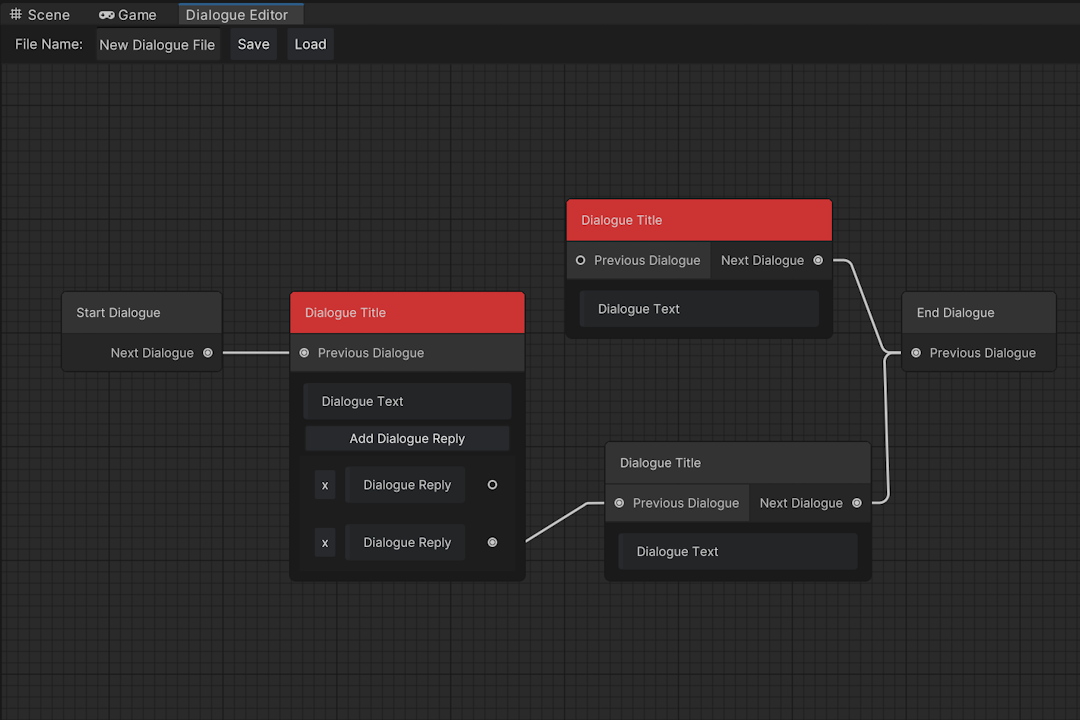 Scene Game Dialogue Editor
File Name: New Dialogue File Save Load
Start Dialogue
Next Dialogue
Dialogue Title
Previous Dialogue
Dialogue Text
Add Dialogue Reply
x Dialogue Reply
x Dialogue Reply
Dialogue Title
Previous Dialogue Next Dialogue
Dialogue Text
Dialogue Title
Previous Dialogue Next Dialogue
Dialogue Text
End Dialogue
Previous Dialogue